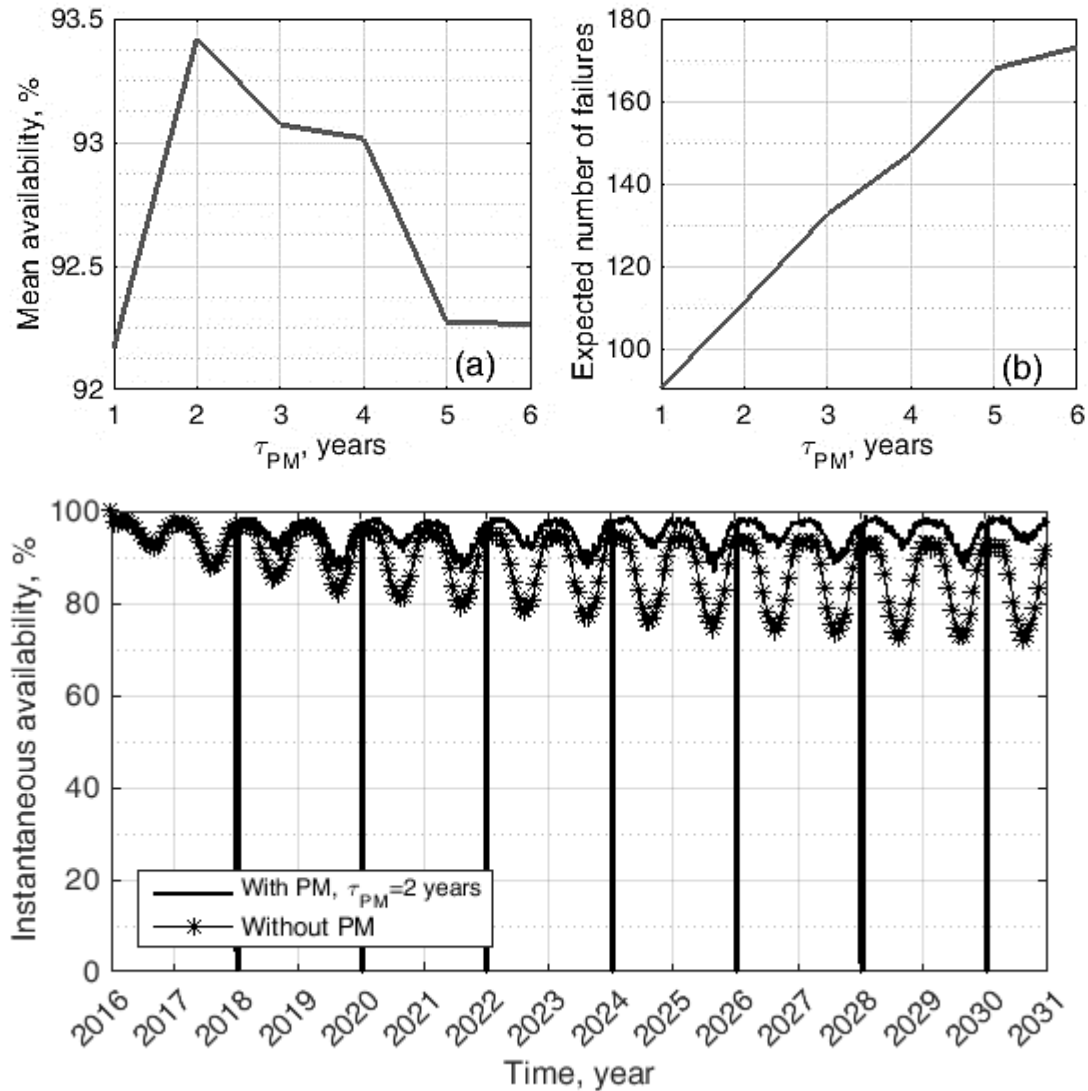 Mean availability, %
93.5
93
92.5
92
1 2 3 4 5 6
τPM, years
(a)
Expected number of failures
180
160
140
120
100
1 2 3 4 5 6
τPM, years
(b)
Instantaneous availability, %
100
80
60
40
20
0
With PM, τPM=2 years
Without PM
2016 2017 2018 2019 2020 2021 2022 2023 2024 2025 2026 2027 2028 2029 2030 2031
Time, year